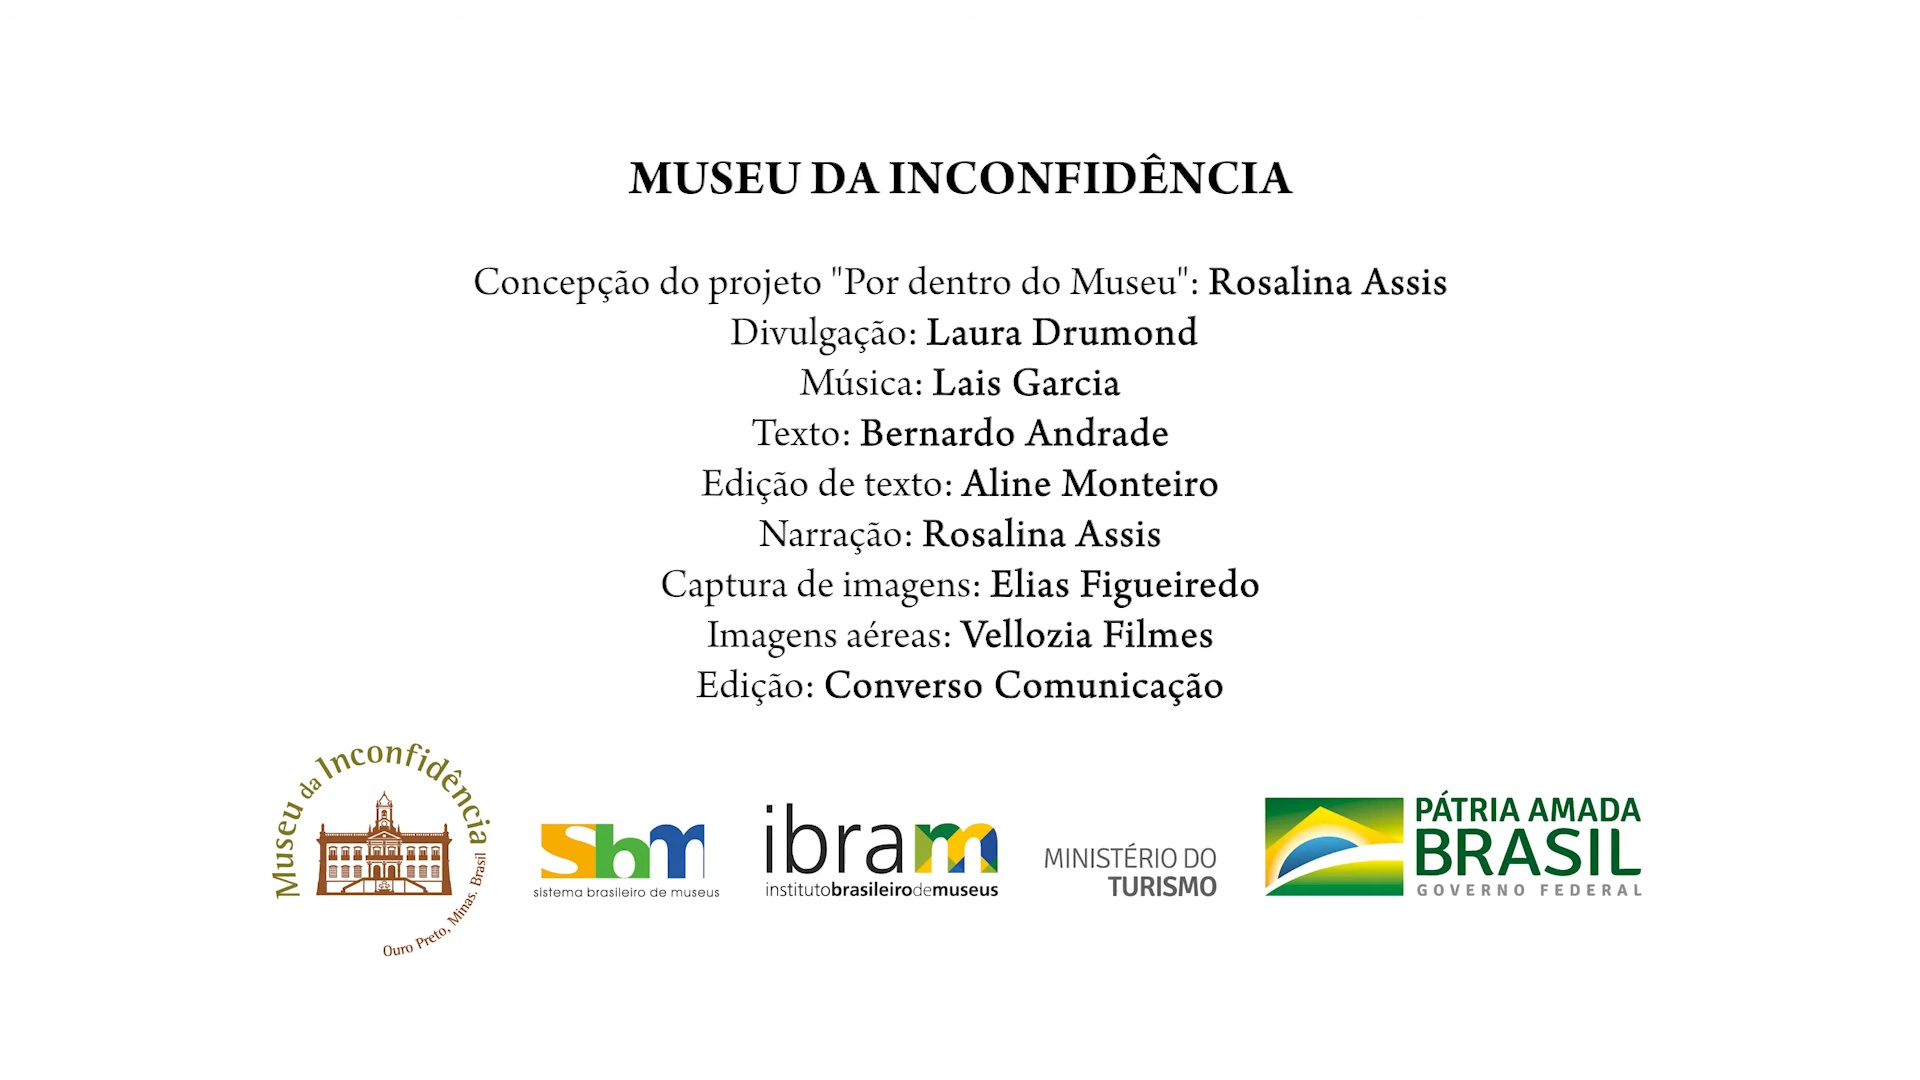 MUSEU DA INCONFIDÊNCIA
Concepção do projeto "Por dentro do Museu": Rosalina Assis
Divulgação: Laura Drumond
Música: Lais Garcia
Texto: Bernardo Andrade
Edição de texto: Aline Monteiro
Narração: Rosalina Assis
Captura de imagens: Elias Figueiredo
Imagens aéreas: Vellozia Filmes
Edição: Converso Comunicação
Museu da Inconfidência
Ouro Preto, Minas. Brasil
sbm
sistema brasileiro de museus
ibram
institutobrasileirodemuseus
MINISTÉRIO DO
TURISMO
PÁTRIA AMADA
BRASIL
GOVERNO FEDERAL